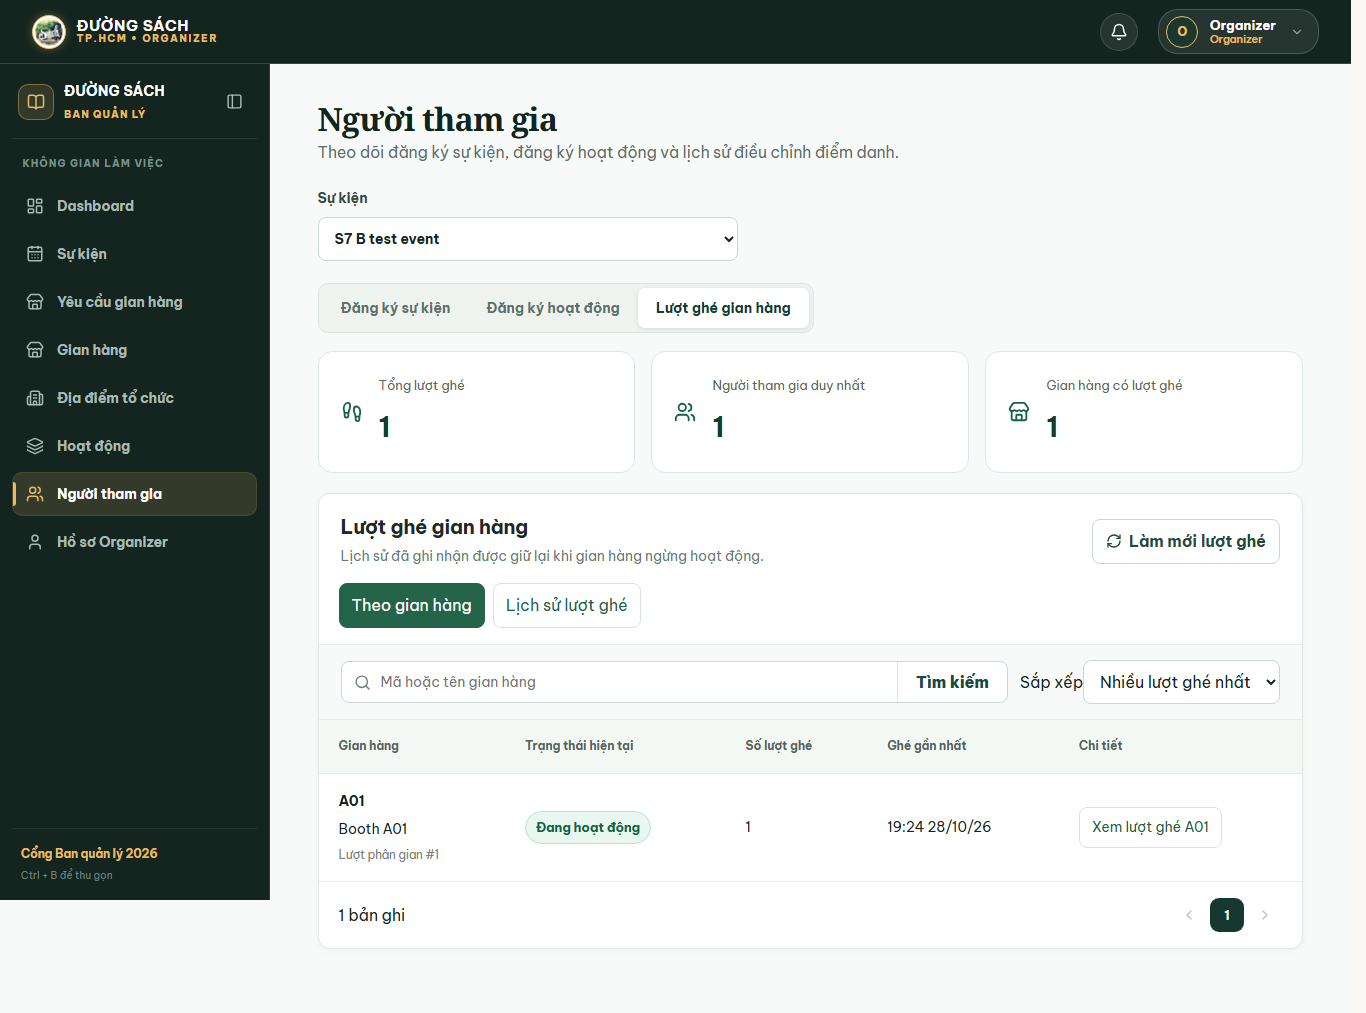 ĐƯỜNG SÁCH
TP.HCM • ORGANIZER
O
Organizer
Organizer
ĐƯỜNG SÁCH
BAN QUẢN LÝ
KHÔNG GIAN LÀM VIỆC
Dashboard
Sự kiện
Yêu cầu gian hàng
Gian hàng
Địa điểm tổ chức
Hoạt động
Người tham gia
Hồ sơ Organizer
Cổng Ban quản lý 2026
Ctrl + B để thu gọn
Người tham gia
Theo dõi đăng ký sự kiện, đăng ký hoạt động và lịch sử điều chỉnh điểm danh.
Sự kiện
S7 B test event
Đăng ký sự kiện
Đăng ký hoạt động
Lượt ghé gian hàng
Tổng lượt ghé
1
Người tham gia duy nhất
1
Gian hàng có lượt ghé
1
Lượt ghé gian hàng
Lịch sử đã ghi nhận được giữ lại khi gian hàng ngừng hoạt động.
Làm mới lượt ghé
Theo gian hàng
Lịch sử lượt ghé
Mã hoặc tên gian hàng
Tìm kiếm
Sắp xếp
Nhiều lượt ghé nhất
Gian hàng
Trạng thái hiện tại
Số lượt ghé
Ghé gần nhất
Chi tiết
A01
Booth A01
Lượt phân gian #1
Đang hoạt động
1
19:24 28/10/26
Xem lượt ghé A01
1 bản ghi
1